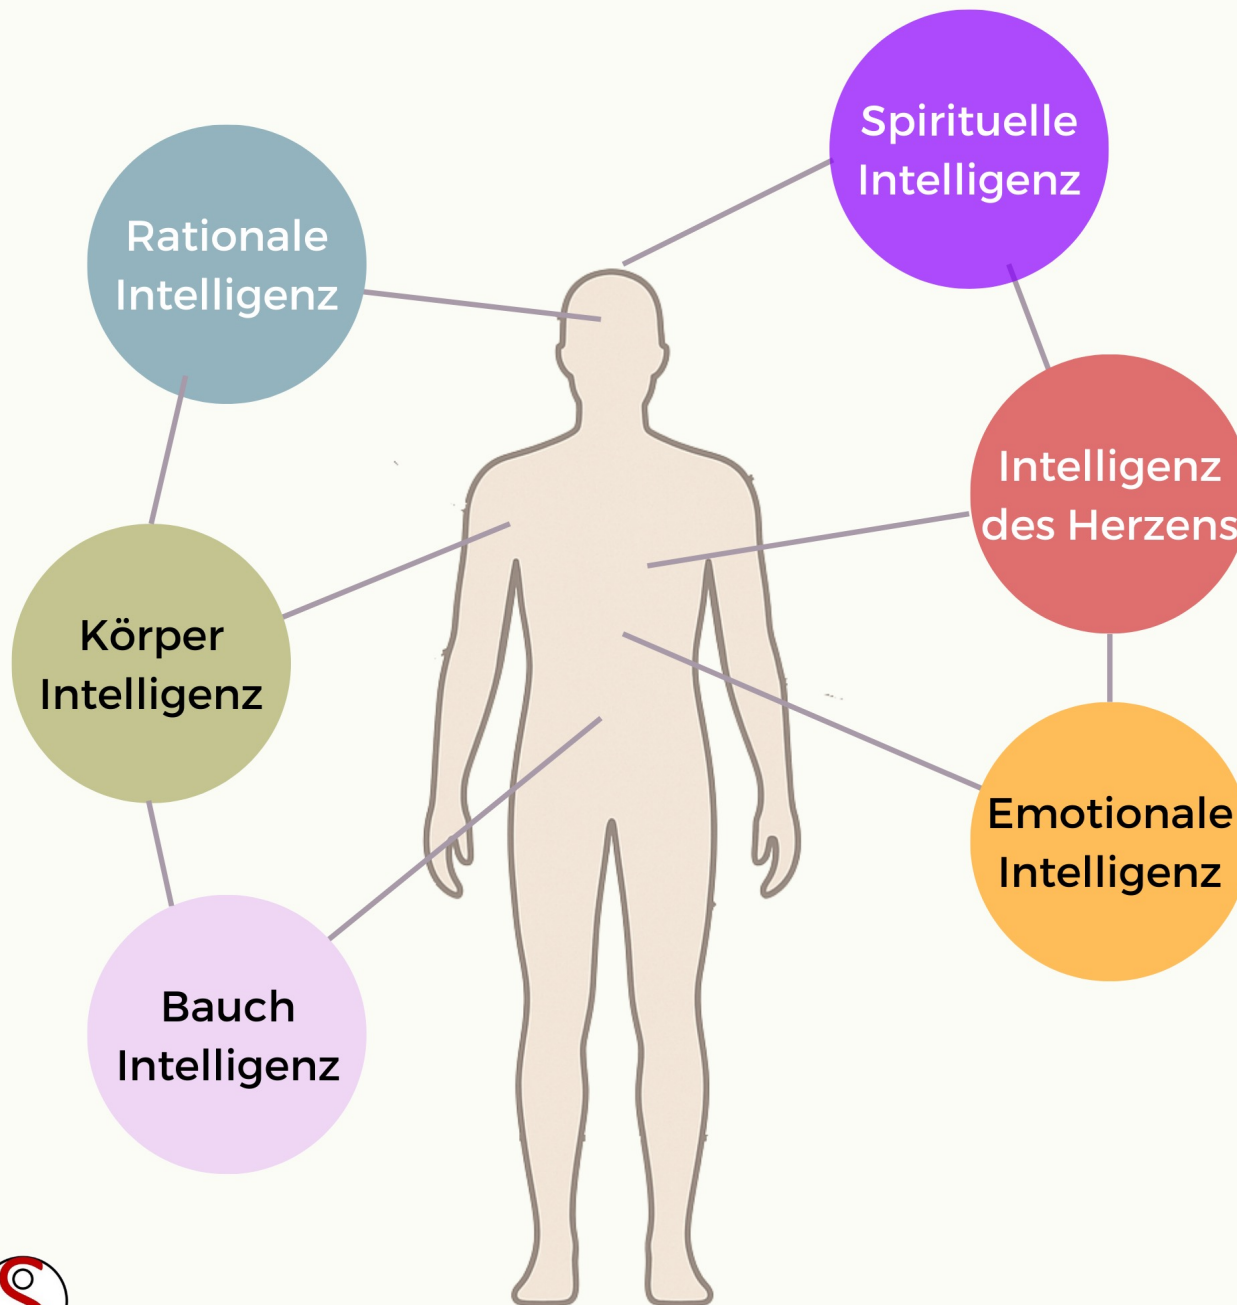 Spirituelle
Intelligenz
Rationale
Intelligenz
Intelligenz
des Herzens
Körper
Intelligenz
Emotionale
Intelligenz
Bauch
Intelligenz